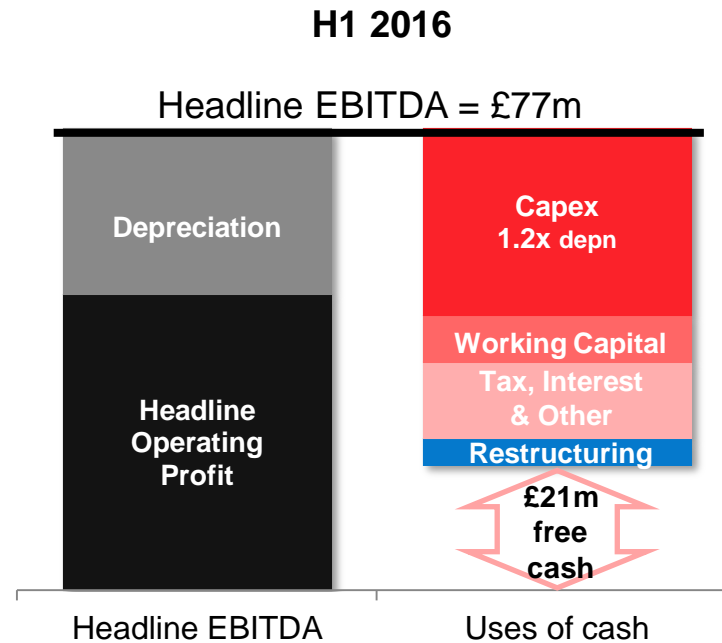 H1 2016
Headline EBITDA = £77m
Depreciation
Headline
Operating
Profit
Capex
1.2x depn
Working Capital
Tax, Interest
& Other
Restructuring
£21m
free
cash
Headline EBITDA
Uses of cash